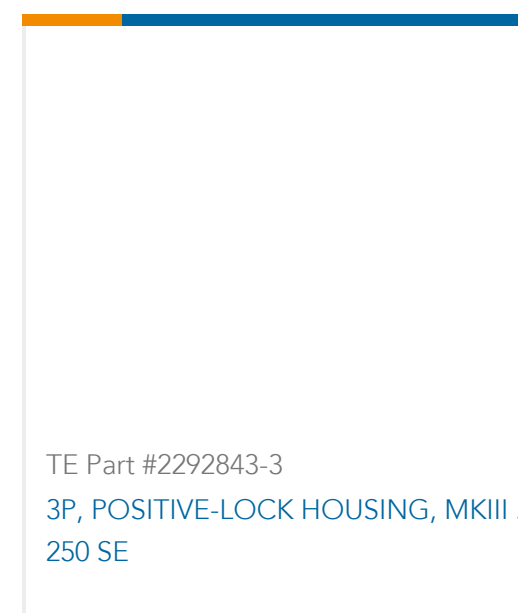 TE Part #2292843-3
3P, POSITIVE-LOCK HOUSING, MKIII .
250 SE